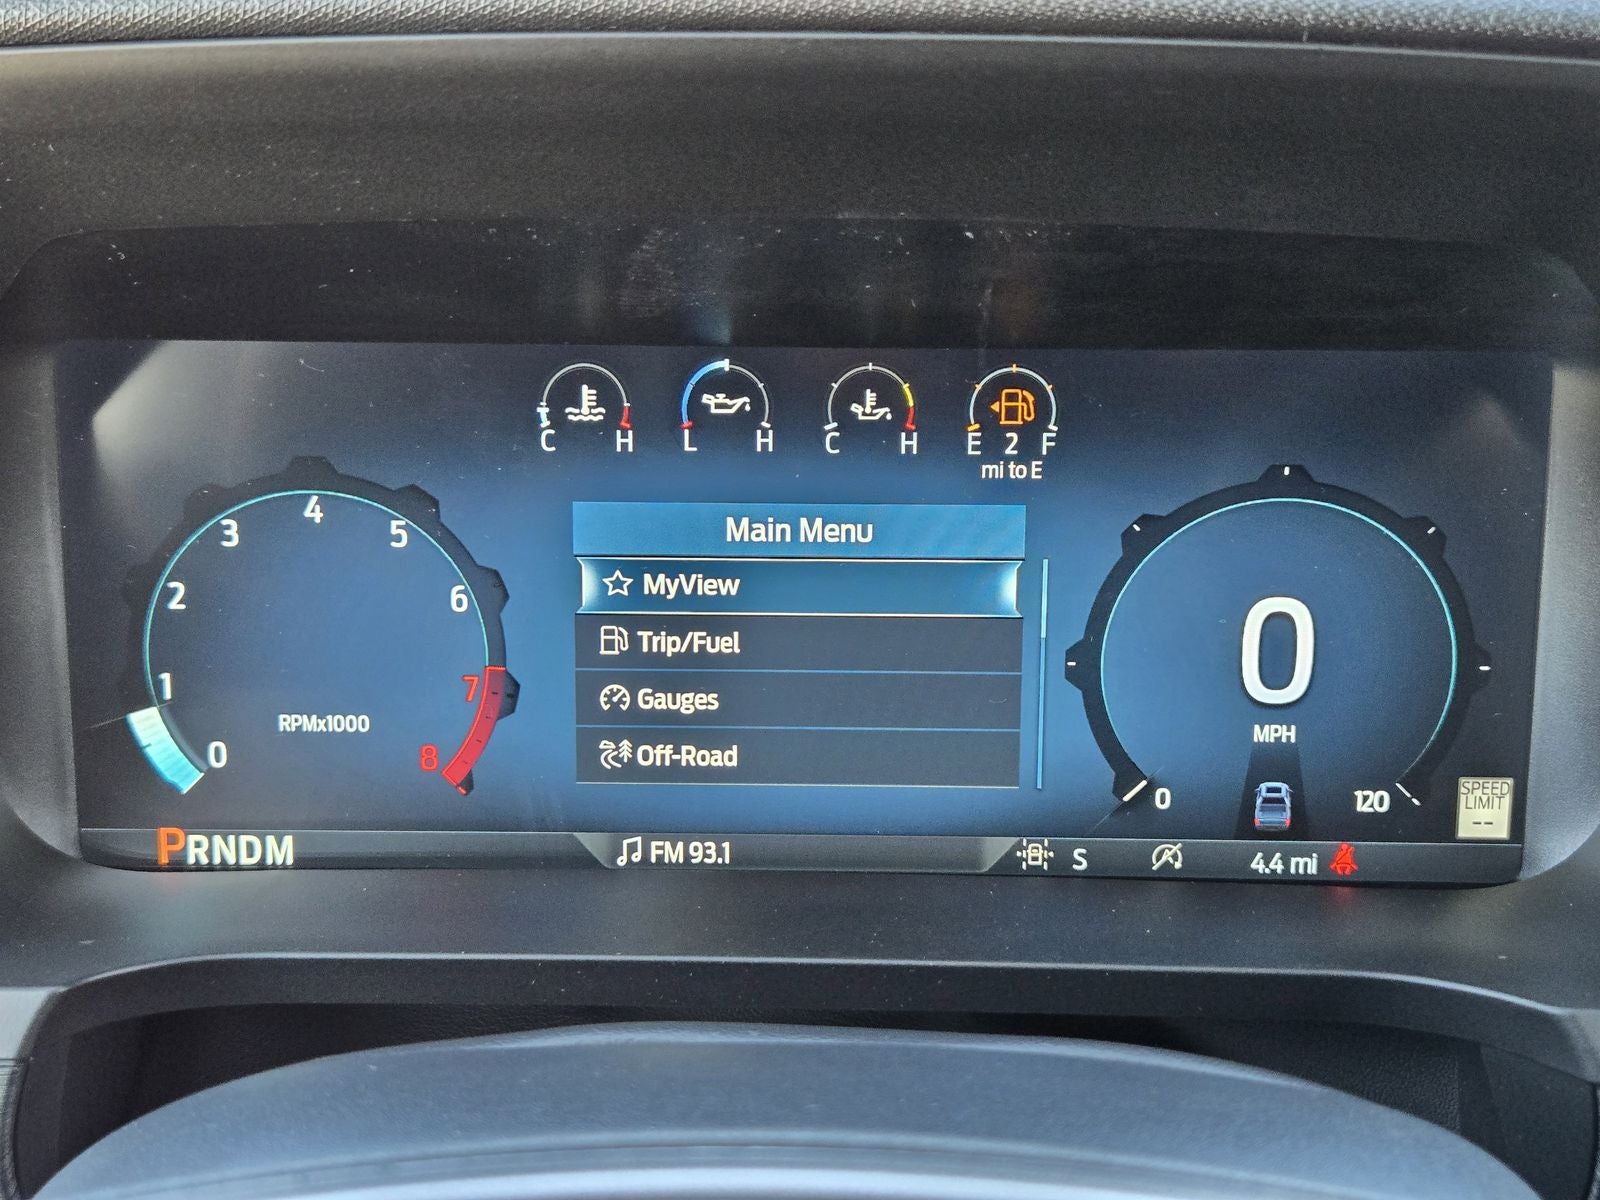 C H
L H
C H
E 2 F
mi to E
Main Menu
MyView
Trip/Fuel
Gauges
Off-Road
0
1
2
3
4
5
6
7
8
RPMx1000
0
MPH
0
120
SPEED
LIMIT
--
PRNDM
FM 93.1
S
4.4 mi